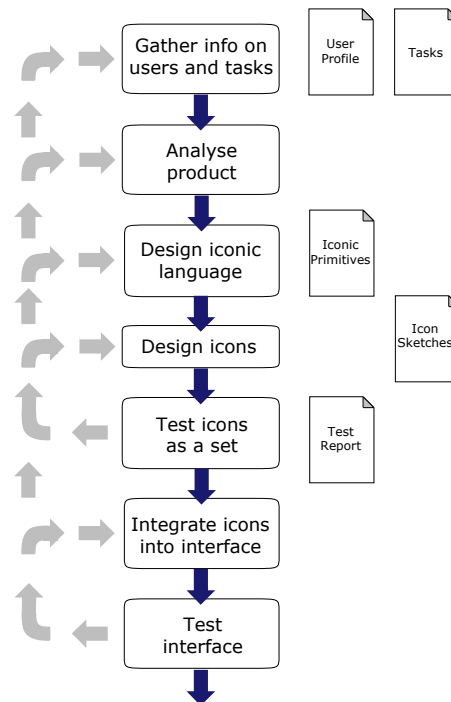 Gather info on
users and tasks
User
Profile
Tasks
Analyse
product
Design iconic
language
Iconic
Primitives
Icon
Sketches
Design icons
Test icons
as a set
Test
Report
Integrate icons
into interface
Test
interface